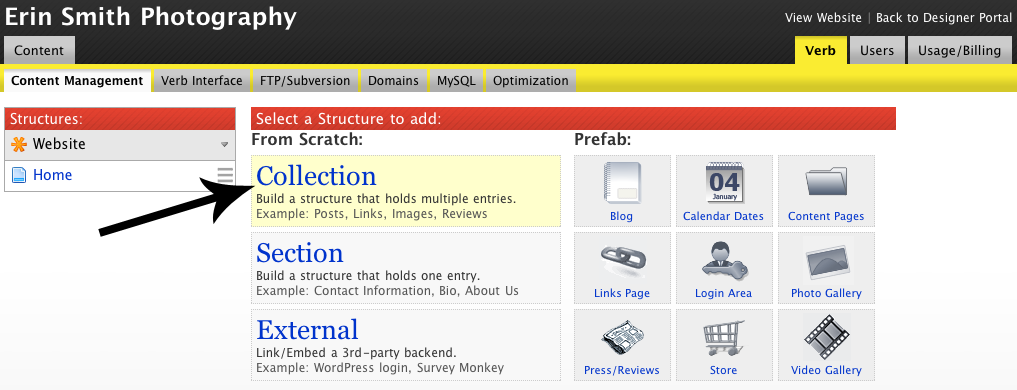 Erin Smith Photography
View Website | Back to Designer Portal
Content
Verb
Users
Usage/Billing
Content Management
Verb Interface
FTP/Subversion
Domains
MySQL
Optimization
Structures:
Website
Home
Select a Structure to add:
From Scratch:
Collection
Build a structure that holds multiple entries.
Example: Posts, Links, Images, Reviews
Section
Build a structure that holds one entry.
Example: Contact Information, Bio, About Us
External
Link/Embed a 3rd-party backend.
Example: WordPress login, Survey Monkey
Prefab:
Blog
04
January
Calendar Dates
Content Pages
Links Page
Login Area
Photo Gallery
Press/Reviews
Store
Video Gallery